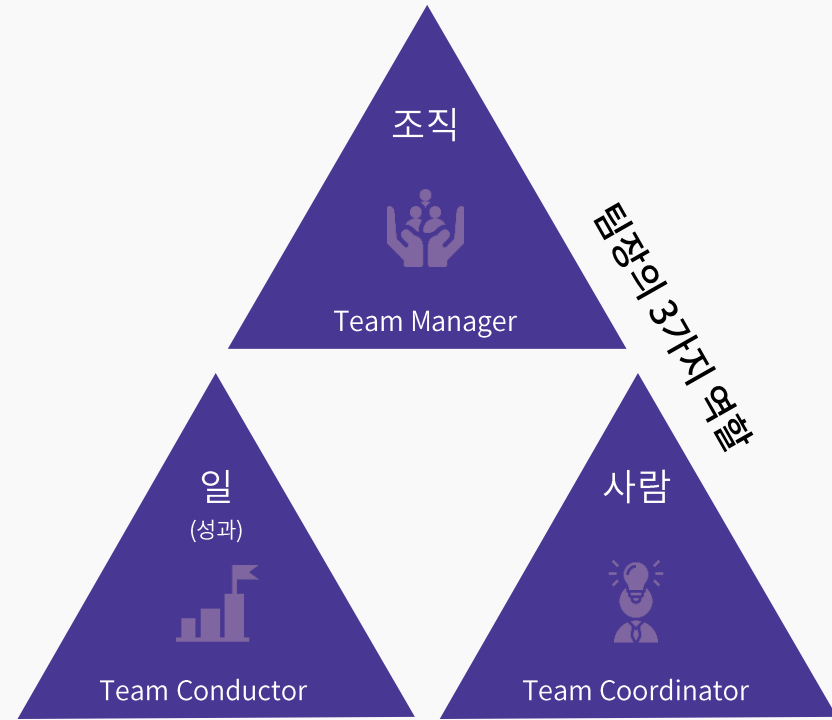 조직
Team Manager
팀장의 3가지 역할
일
(성과)
Team Conductor
사람
Team Coordinator